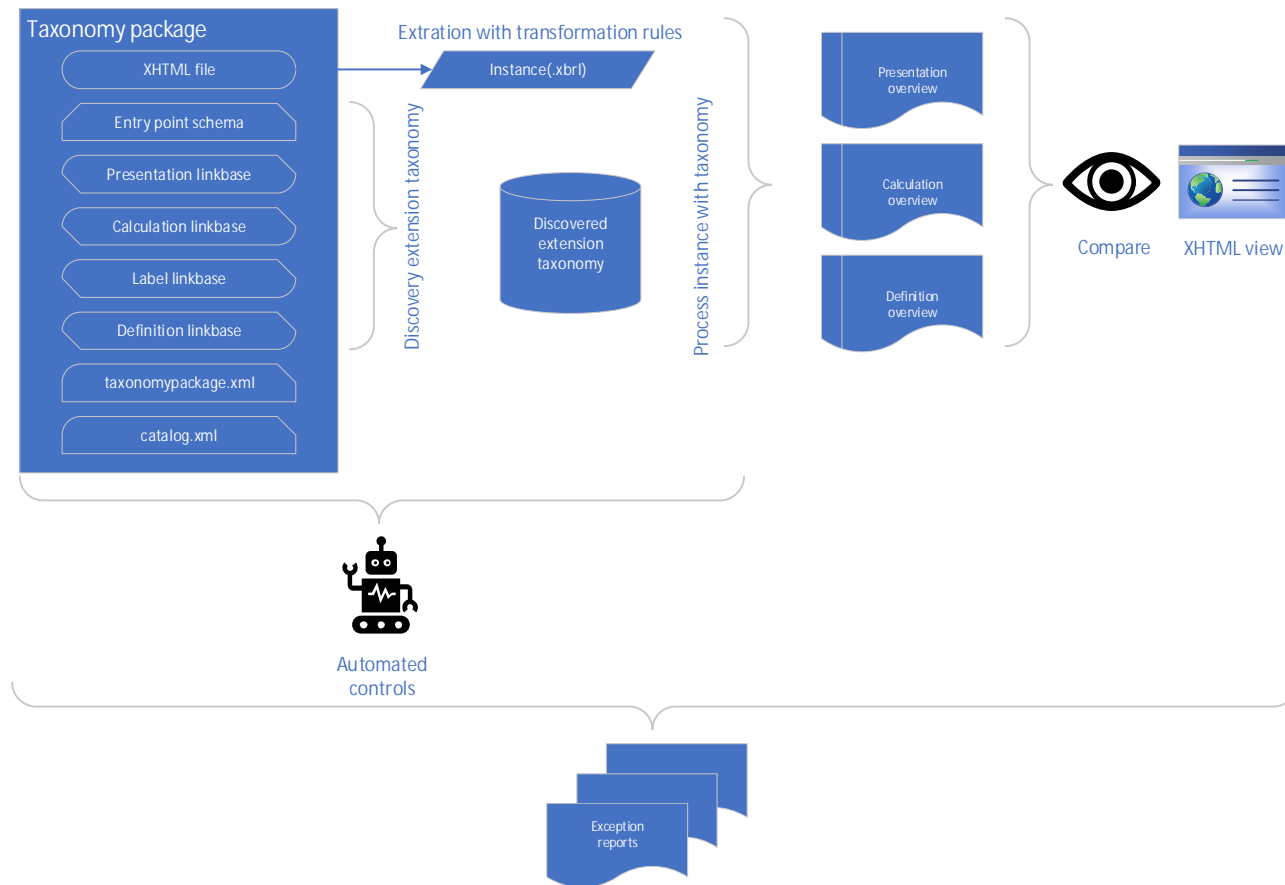 Taxonomy package
XHTML file
Entry point schema
Presentation linkbase
Calculation linkbase
Label linkbase
Definition linkbase
taxonomypackage.xml
catalog.xml
Extration with transformation rules
Instance(.xbrl)
Discovery extension taxonomy
Discovered
extension
taxonomy
Process instance with taxonomy
Presentation
overview
Calculation
overview
Definition
overview
Compare
XHTML view
Automated
controls
Exception
reports